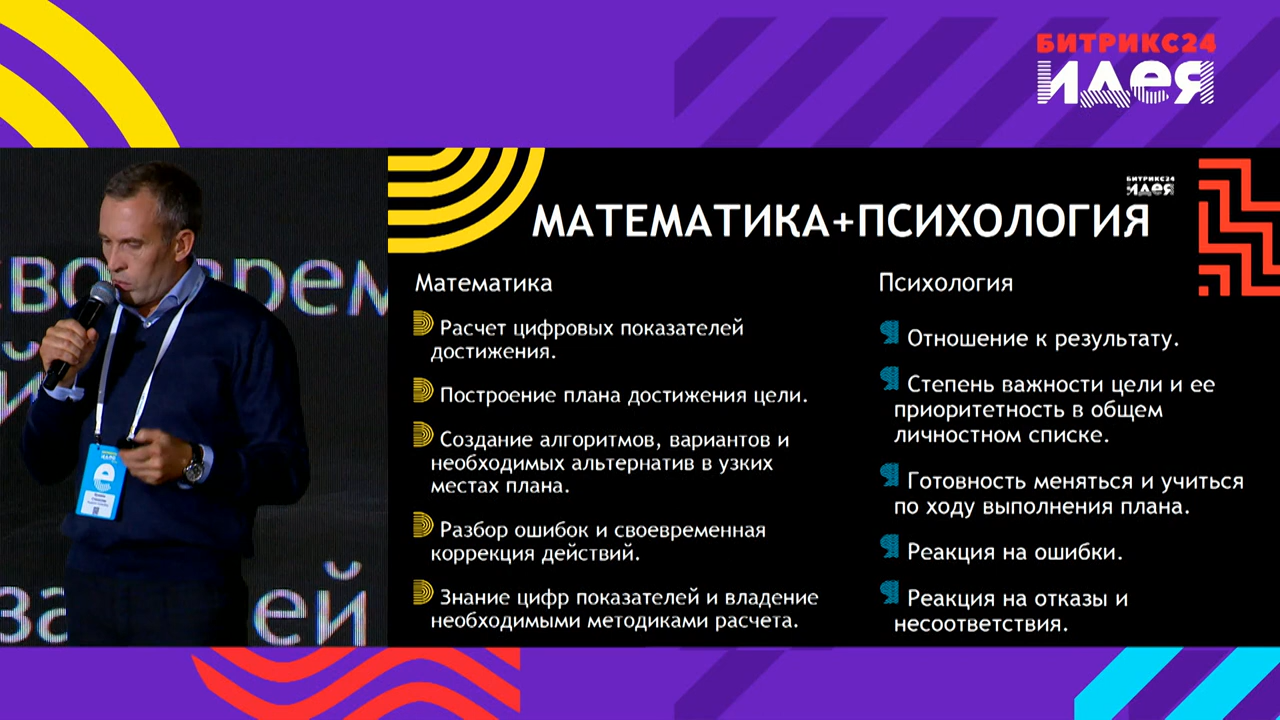 БИТРИКС24
ИДЕЯ
БИТРИКС24
ИДЕЯ
МАТЕМАТИКА+ПСИХОЛОГИЯ
Математика
Расчет цифровых показателей
достижения.
Построение плана достижения цели.
Создание алгоритмов, вариантов и
необходимых альтернатив в узких
местах плана.
Разбор ошибок и своевременная
коррекция действий.
Знание цифр показателей и владение
необходимыми методиками расчета.
Психология
Отношение к результату.
Степень важности цели и ее
приоритетность в общем
личностном списке.
Готовность меняться и учиться
по ходу выполнения плана.
Реакция на ошибки.
Реакция на отказы и
несоответствия.